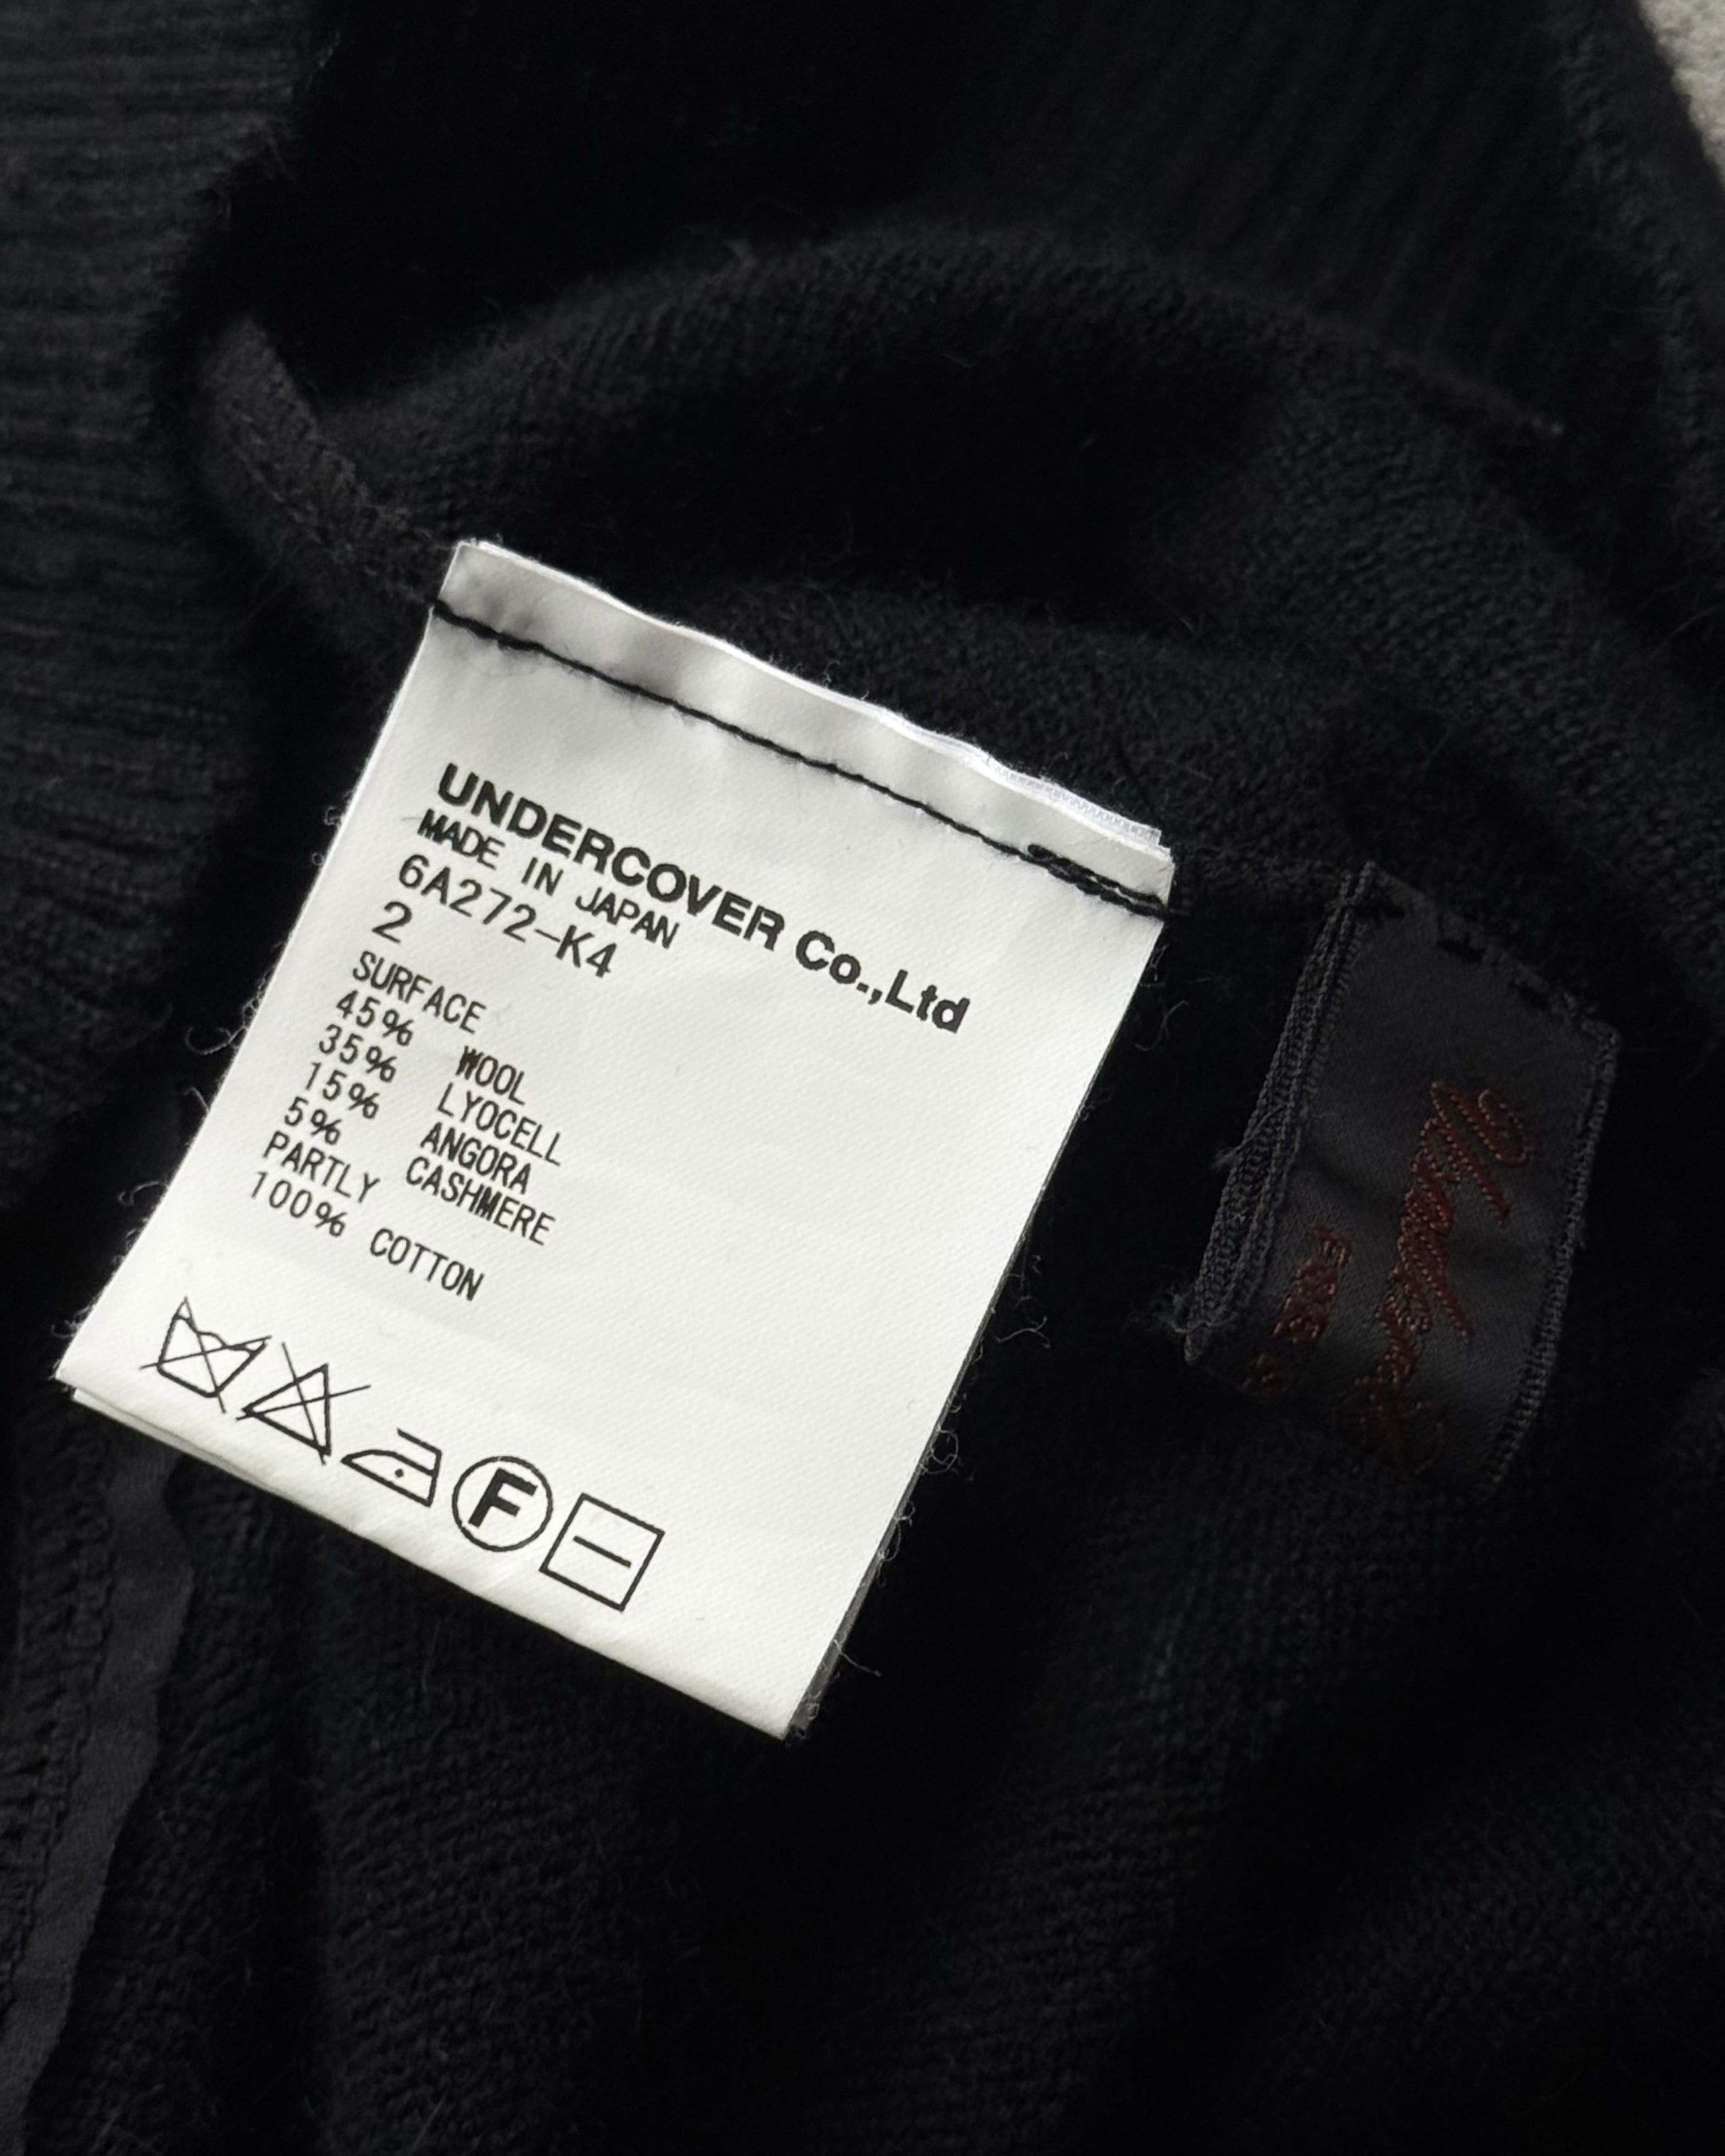 UNDERCOVER Co.,Ltd
MADE IN JAPAN
6A272-K4
2
SURFACE
45% WOOL
35% LYOCELL
15% ANGORA
5% CASHMERE
PARTLY
100% COTTON
F